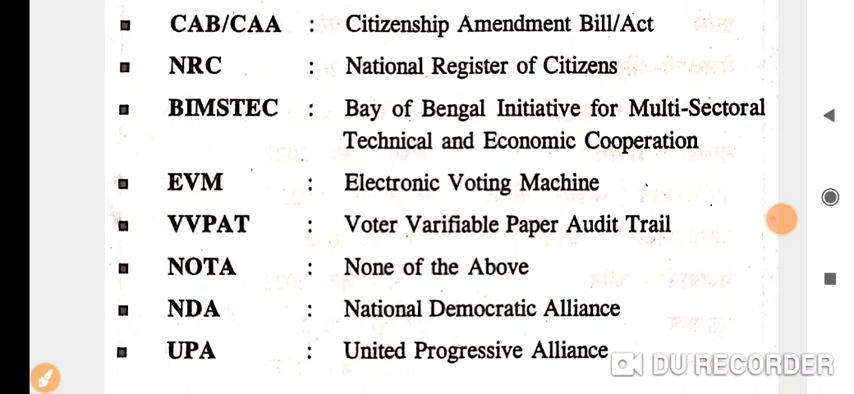 ▪ CAB/CAA : Citizenship Amendment Bill/Act
▪ NRC : National Register of Citizens
▪ BIMSTEC : Bay of Bengal Initiative for Multi-Sectoral
Technical and Economic Cooperation
▪ EVM : Electronic Voting Machine
▪ VVPAT : Voter Varifiable Paper Audit Trail
▪ NOTA : None of the Above
▪ NDA : National Democratic Alliance
▪ UPA : United Progressive Alliance
DU RECORDER